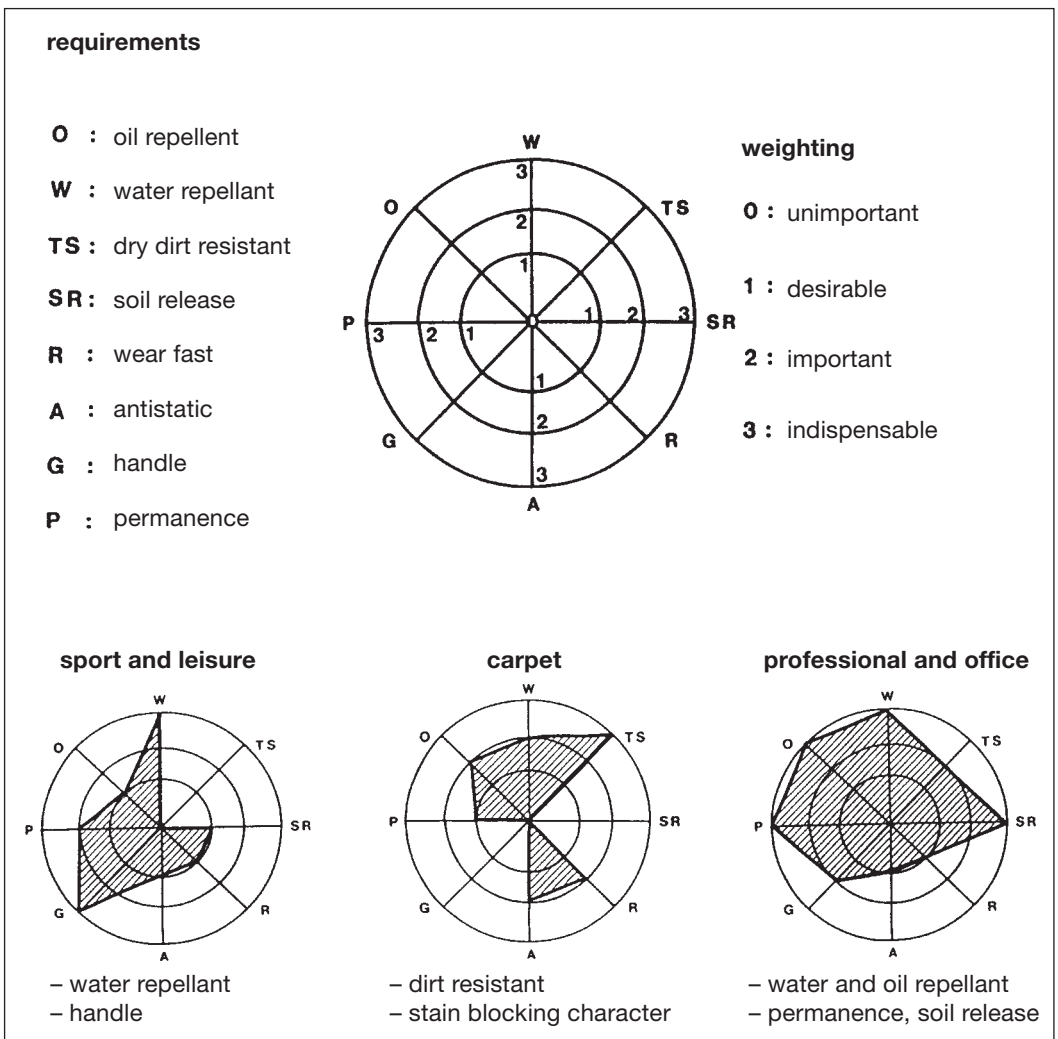 requirements
O : oil repellent
W : water repellant
TS : dry dirt resistant
SR : soil release
R : wear fast
A : antistatic
G : handle
P : permanence
W
3
O
TS
2
1
P
3
2
1
0
1
2
3
SR
1
G
2
R
3
A
weighting
0 : unimportant
1 : desirable
2 : important
3 : indispensable
sport and leisure
W
O
TS
P
SR
G
R
A
– water repellant
– handle
carpet
W
O
TS
P
SR
G
R
A
– dirt resistant
– stain blocking character
professional and office
W
O
TS
P
SR
G
R
A
– water and oil repellant
– permanence, soil release